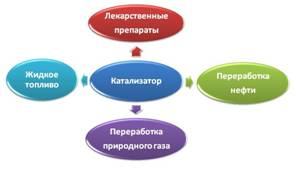 Лекарственные
препараты
Жидкое
топливо
Катализатор
Переработка
нефти
Переработка
природного газа